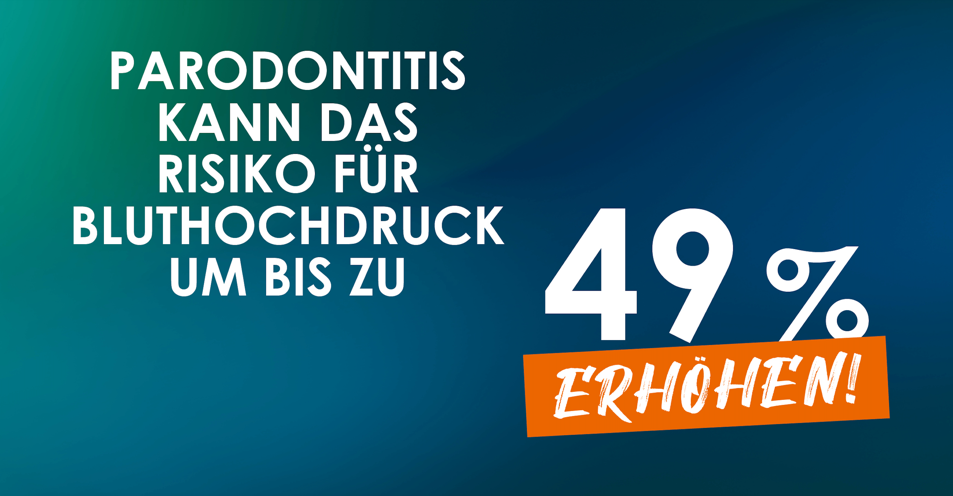 PARODONTITIS
KANN DAS
RISIKO FÜR
BLUTHOCHDRUCK
UM BIS ZU
49 %
ERHÖHEN!